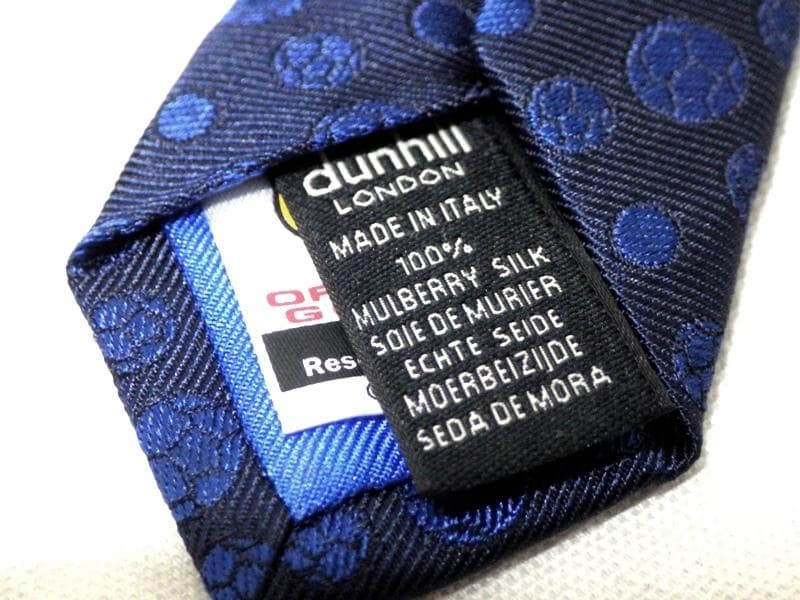 dunhill
LONDON
MADE IN ITALY
100%
MULBERRY SILK
SOIE DE MURIER
ECHTE SEIDE
MOERBEIZIJDE
SEDA DE MORA